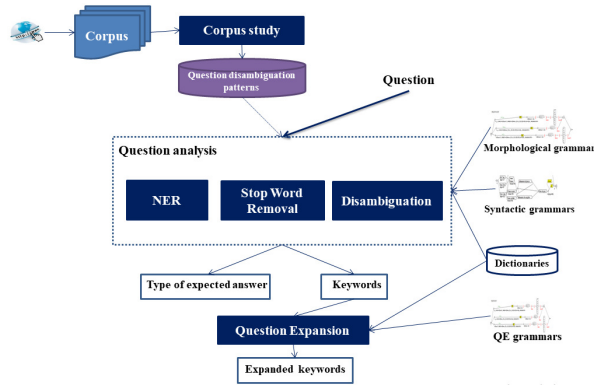 Corpus
Corpus study
Question disambiguation
patterns
Question
Question analysis
NER
Stop Word
Removal
Disambiguation
Morphological grammar
Syntactic grammars
Dictionaries
Type of expected answer
Keywords
Question Expansion
QE grammars
Expanded keywords